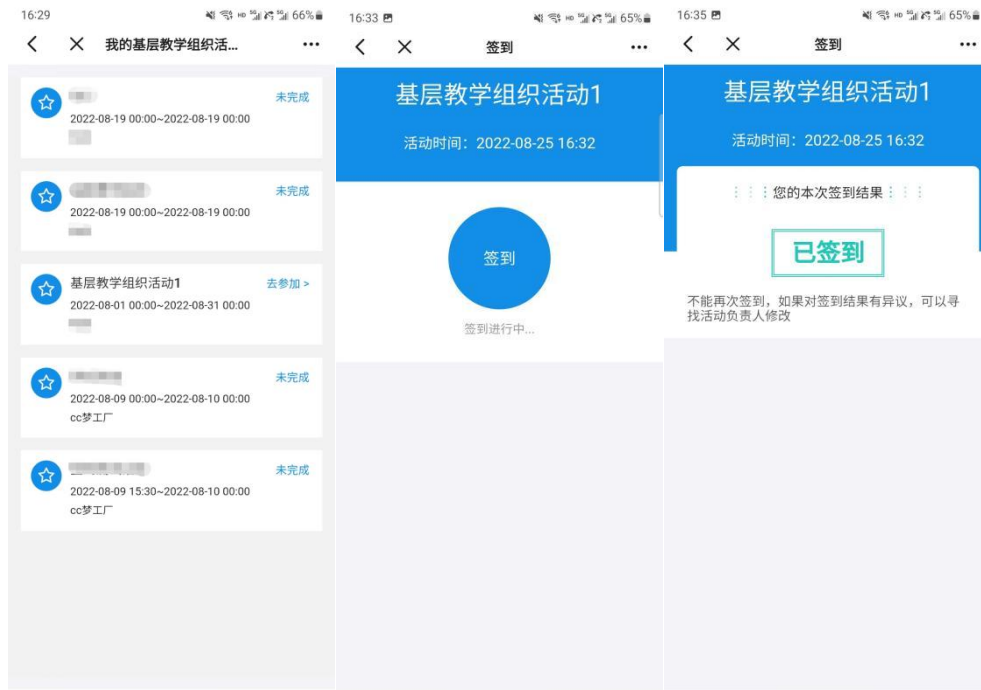 16:29
HD 5G 5G 66%
我的基层教学组织活...
未完成
2022-08-19 00:00~2022-08-19 00:00
未完成
2022-08-19 00:00~2022-08-19 00:00
基层教学组织活动1
去参加 >
2022-08-01 00:00~2022-08-31 00:00
未完成
2022-08-09 00:00~2022-08-10 00:00
cc梦工厂
未完成
2022-08-09 15:30~2022-08-10 00:00
cc梦工厂
16:33
HD 5G 5G 65%
签到
基层教学组织活动1
活动时间：2022-08-25 16:32
签到
签到进行中...
16:35
HD 5G 5G 65%
签到
基层教学组织活动1
活动时间：2022-08-25 16:32
您的本次签到结果
已签到
不能再次签到，如果对签到结果有异议，可以寻
找活动负责人修改